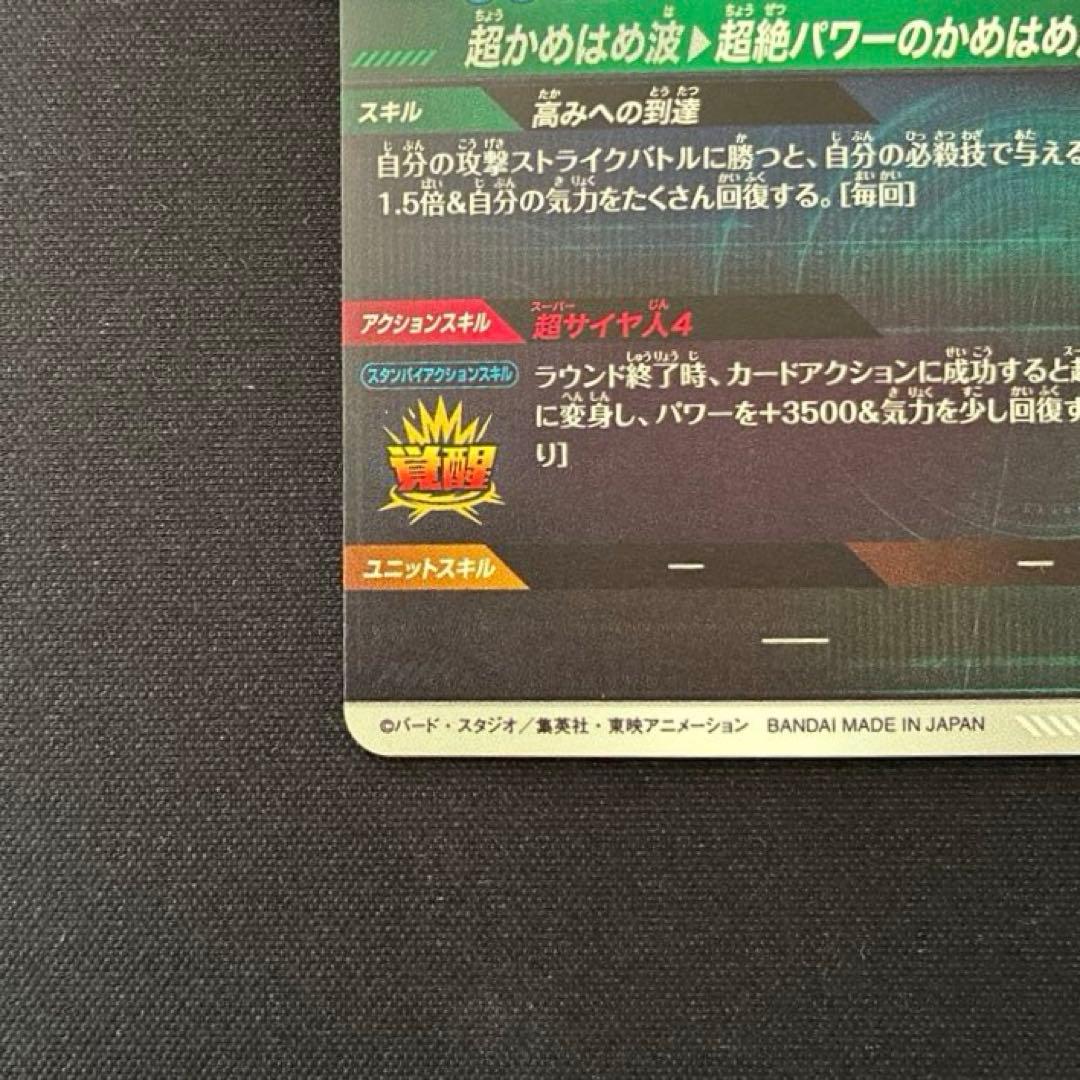 超かめはめ波▶超絶パワーのかめはめ
スキル 高みへの到達
自分の攻撃ストライクバトルに勝つと、自分の必殺技で与える
1.5倍&自分の気力をたくさん回復する。[毎回]
アクションスキル 超サイヤ人4
スタンバイアクションスキル
ラウンド終了時、カードアクションに成功すると超
に変身し、パワーを+3500&気力を少し回復す
り]
覚醒
ユニットスキル — —
—
©バード・スタジオ／集英社・東映アニメーション BANDAI MADE IN JAPAN